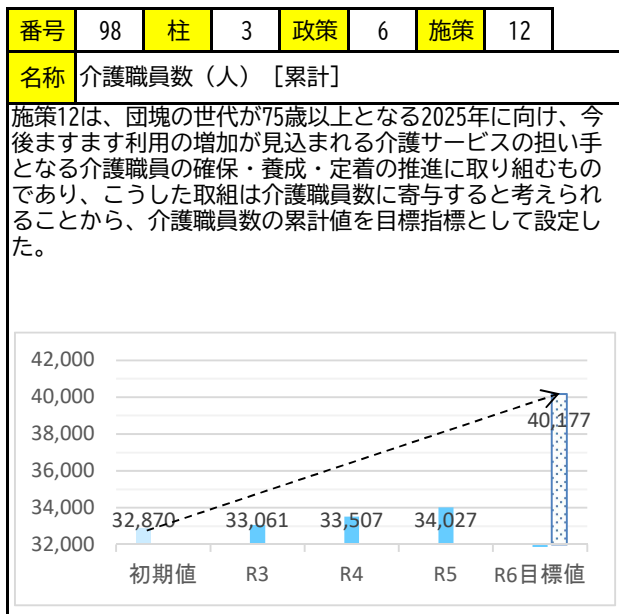 番号 98 柱 3 政策 6 施策 12
名称 介護職員数（人）［累計］
施策12は、団塊の世代が75歳以上となる2025年に向け、今
後ますます利用の増加が見込まれる介護サービスの担い手
となる介護職員の確保・養成・定着の推進に取り組むもの
であり、こうした取組は介護職員数に寄与すると考えられ
ることから、介護職員数の累計値を目標指標として設定し
た。
42,000
40,000
38,000
36,000
34,000
32,000
32,870 33,061 33,507 34,027 40,177
初期値 R3 R4 R5 R6目標値